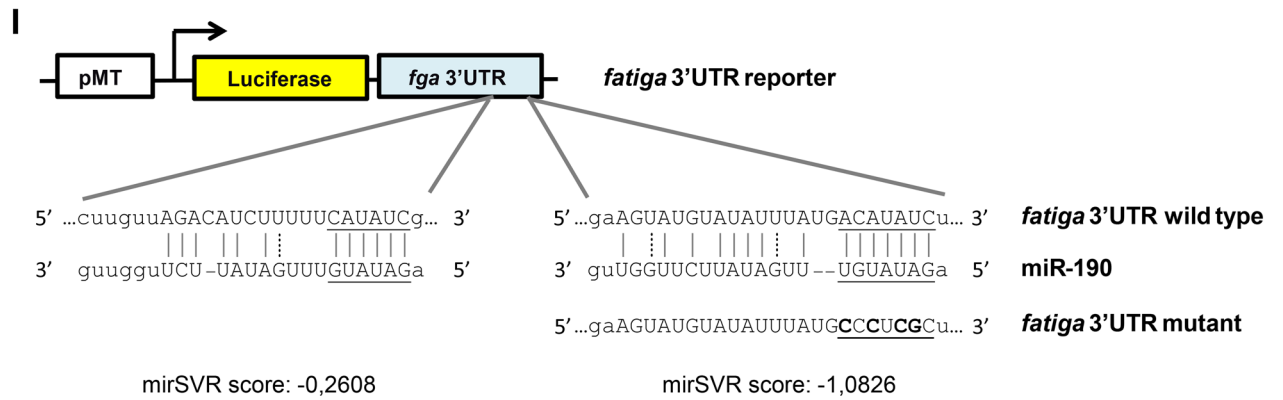 I
pMT Luciferase fga 3'UTR fatiga 3'UTR reporter
5' ...cuuguuAGACAUCUUUUUCAUAUCg... 3' 5' ...gaAGUAUGUAUAUUUAUGACAUAUCu... 3' fatiga 3'UTR wild type
3' guugguUCU-UAUAGUUUGUAUAGa 5' 3' guUGGUUCUUAUAGUU--UGUAUAGa 5' miR-190
5' ...gaAGUAUGUAUAUUUAUGCCCUCGCu... 3' fatiga 3'UTR mutant
mirSVR score: -0,2608 mirSVR score: -1,0826